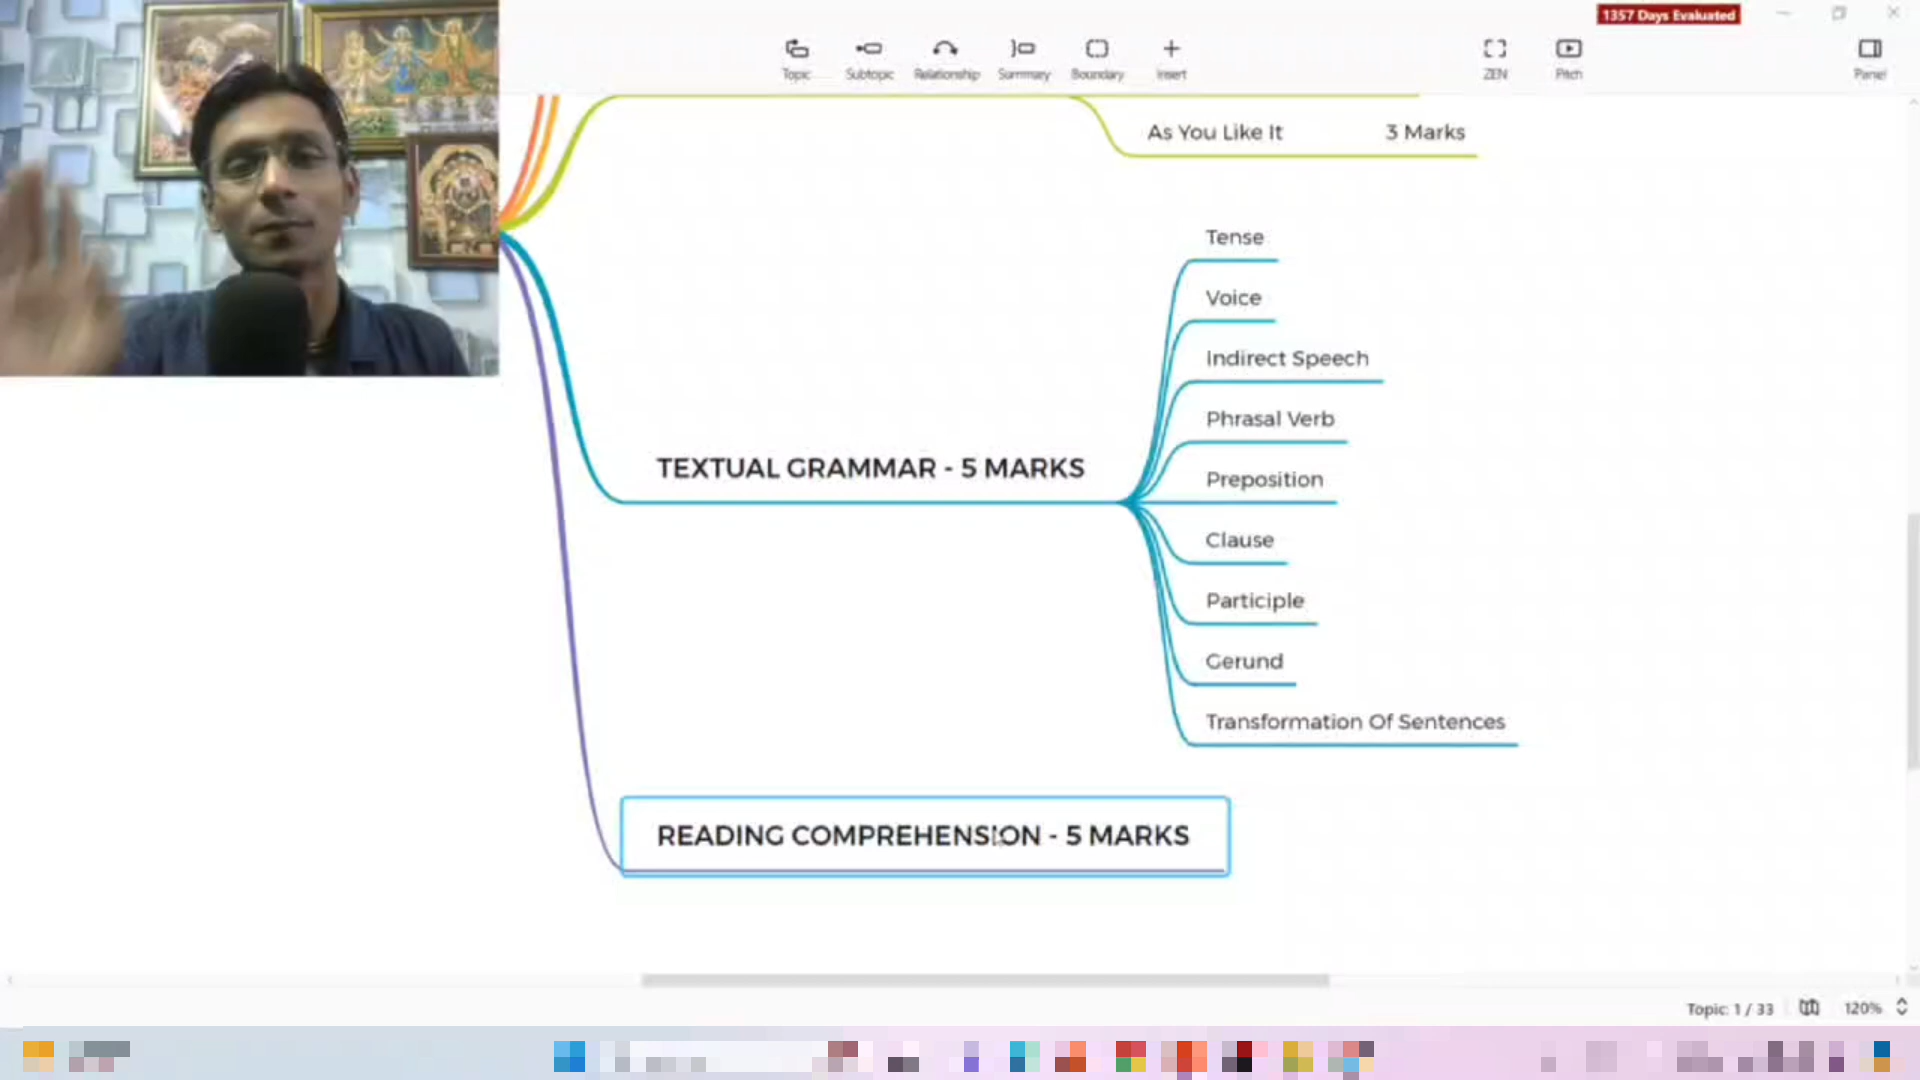 1357 Days Evaluated
Topic
Subtopic
Relationship
Summary
Boundary
Insert
ZEN
Pitch
Panel
As You Like It 3 Marks
Tense
Voice
Indirect Speech
Phrasal Verb
TEXTUAL GRAMMAR - 5 MARKS
Preposition
Clause
Participle
Gerund
Transformation Of Sentences
READING COMPREHENSION - 5 MARKS
Topic: 1 / 33
120%